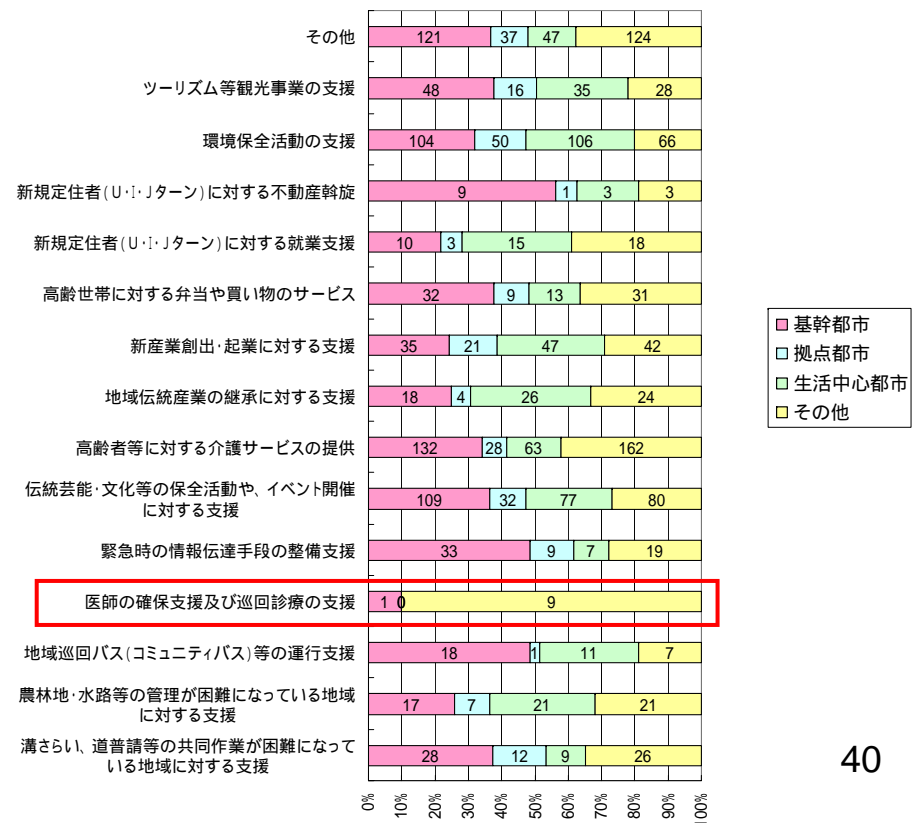 その他
121 37 47 124
ツーリズム等観光事業の支援
48 16 35 28
環境保全活動の支援
104 50 106 66
新規定住者(U･I･Jターン)に対する不動産斡旋
9 1 3 3
新規定住者(U･I･Jターン)に対する就業支援
10 3 15 18
高齢世帯に対する弁当や買い物のサービス
32 9 13 31
新産業創出･起業に対する支援
35 21 47 42
地域伝統産業の継承に対する支援
18 4 26 24
高齢者等に対する介護サービスの提供
132 28 63 162
伝統芸能･文化等の保全活動や、イベント開催
に対する支援
109 32 77 80
緊急時の情報伝達手段の整備支援
33 9 7 19
医師の確保支援及び巡回診療の支援
1 0 9
地域巡回バス(コミュニティバス)等の運行支援
18 1 11 7
農林地･水路等の管理が困難になっている地域
に対する支援
17 7 21 21
溝さらい、道普請等の共同作業が困難になって
いる地域に対する支援
28 12 9 26
0% 10% 20% 30% 40% 50% 60% 70% 80% 90% 100%
基幹都市
拠点都市
生活中心都市
その他
40